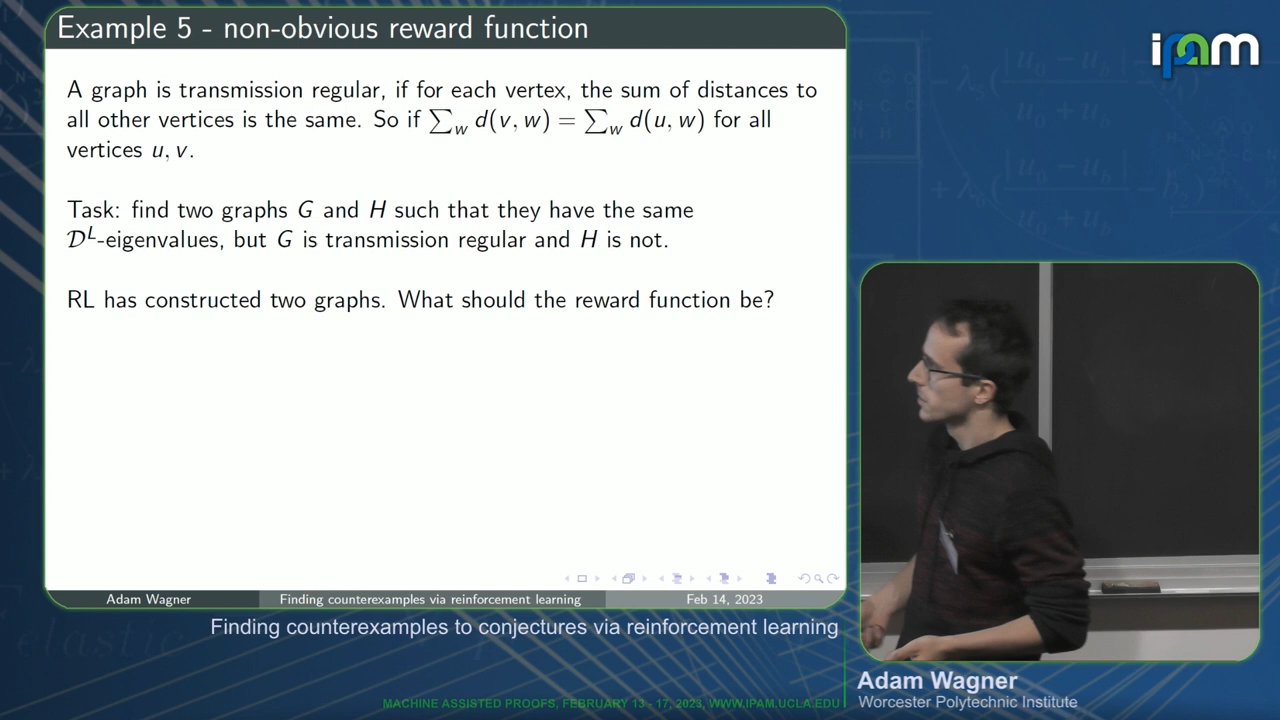 Example 5 - non-obvious reward function
ipam
A graph is transmission regular, if for each vertex, the sum of distances to
all other vertices is the same. So if ∑_w d(v, w) = ∑_w d(u, w) for all
vertices u, v.
Task: find two graphs G and H such that they have the same
𝒟^L-eigenvalues, but G is transmission regular and H is not.
RL has constructed two graphs. What should the reward function be?
Adam Wagner
Finding counterexamples via reinforcement learning
Feb 14, 2023
Finding counterexamples to conjectures via reinforcement learning
Adam Wagner
Worcester Polytechnic Institute
MACHINE ASSISTED PROOFS, FEBRUARY 13 - 17, 2023, WWW.IPAM.UCLA.EDU